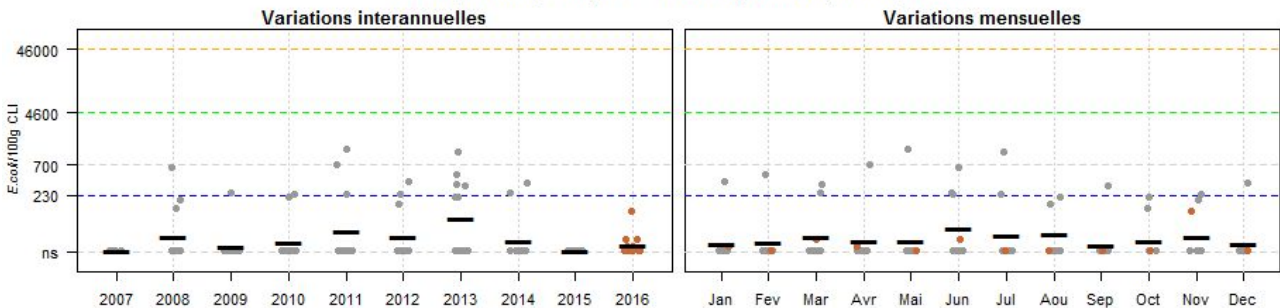 Variations interannuelles
Variations mensuelles
E.coli/100g CLI
46000
4600
700
230
ns
2007 2008 2009 2010 2011 2012 2013 2014 2015 2016
Jan Fev Mar Avr Mai Jun Jul Aou Sep Oct Nov Dec